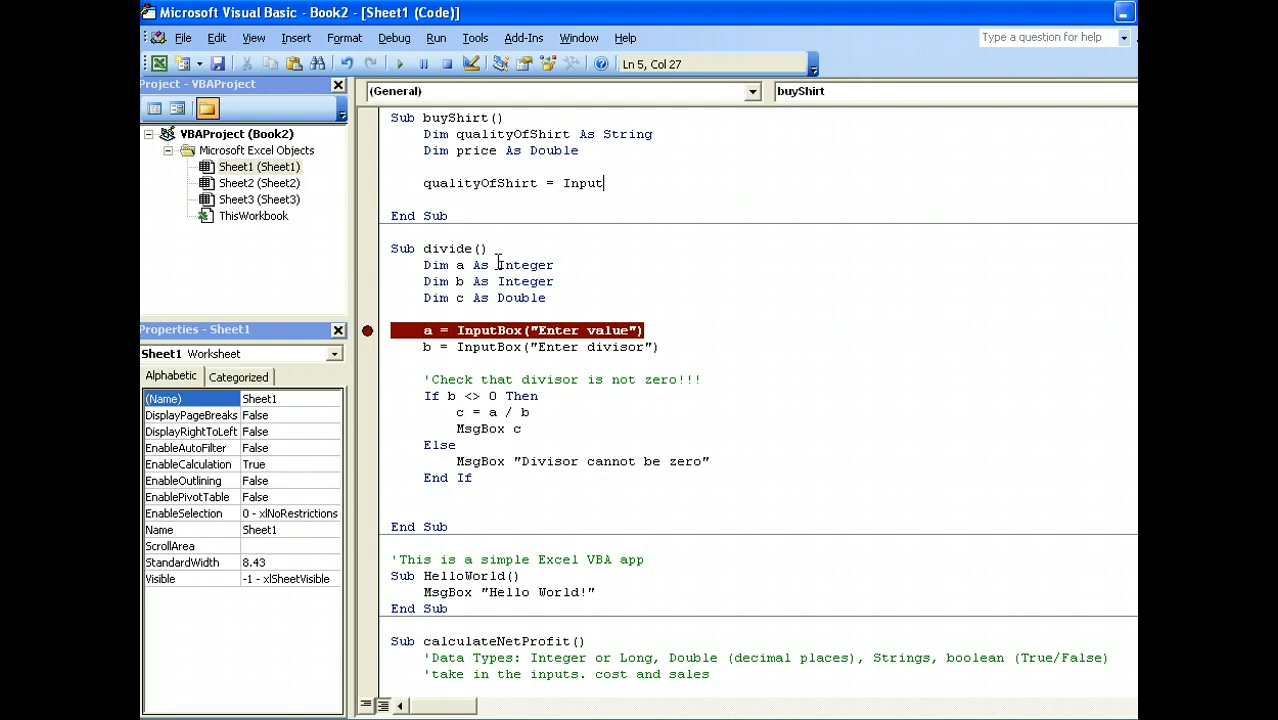 Microsoft Visual Basic - Book2 - [Sheet1 (Code)]
File Edit View Insert Format Debug Run Tools Add-Ins Window Help Type a question for help
Ln 5, Col 27
Project - VBAProject
(General) buyShirt
VBAProject (Book2)
Microsoft Excel Objects
Sheet1 (Sheet1)
Sheet2 (Sheet2)
Sheet3 (Sheet3)
ThisWorkbook
Properties - Sheet1
Sheet1 Worksheet
Alphabetic Categorized
(Name) Sheet1
DisplayPageBreaks False
DisplayRightToLeft False
EnableAutoFilter False
EnableCalculation True
EnableOutlining False
EnablePivotTable False
EnableSelection 0 - xlNoRestrictions
Name Sheet1
ScrollArea
StandardWidth 8.43
Visible -1 - xlSheetVisible
Sub buyShirt()
Dim qualityOfShirt As String
Dim price As Double
qualityOfShirt = Input
End Sub
Sub divide()
Dim a As Integer
Dim b As Integer
Dim c As Double
a = InputBox("Enter value")
b = InputBox("Enter divisor")
'Check that divisor is not zero!!!
If b <> 0 Then
c = a / b
MsgBox c
Else
MsgBox "Divisor cannot be zero"
End If
End Sub
'This is a simple Excel VBA app
Sub HelloWorld()
MsgBox "Hello World!"
End Sub
Sub calculateNetProfit()
'Data Types: Integer or Long, Double (decimal places), Strings, boolean (True/False)
'take in the inputs. cost and sales